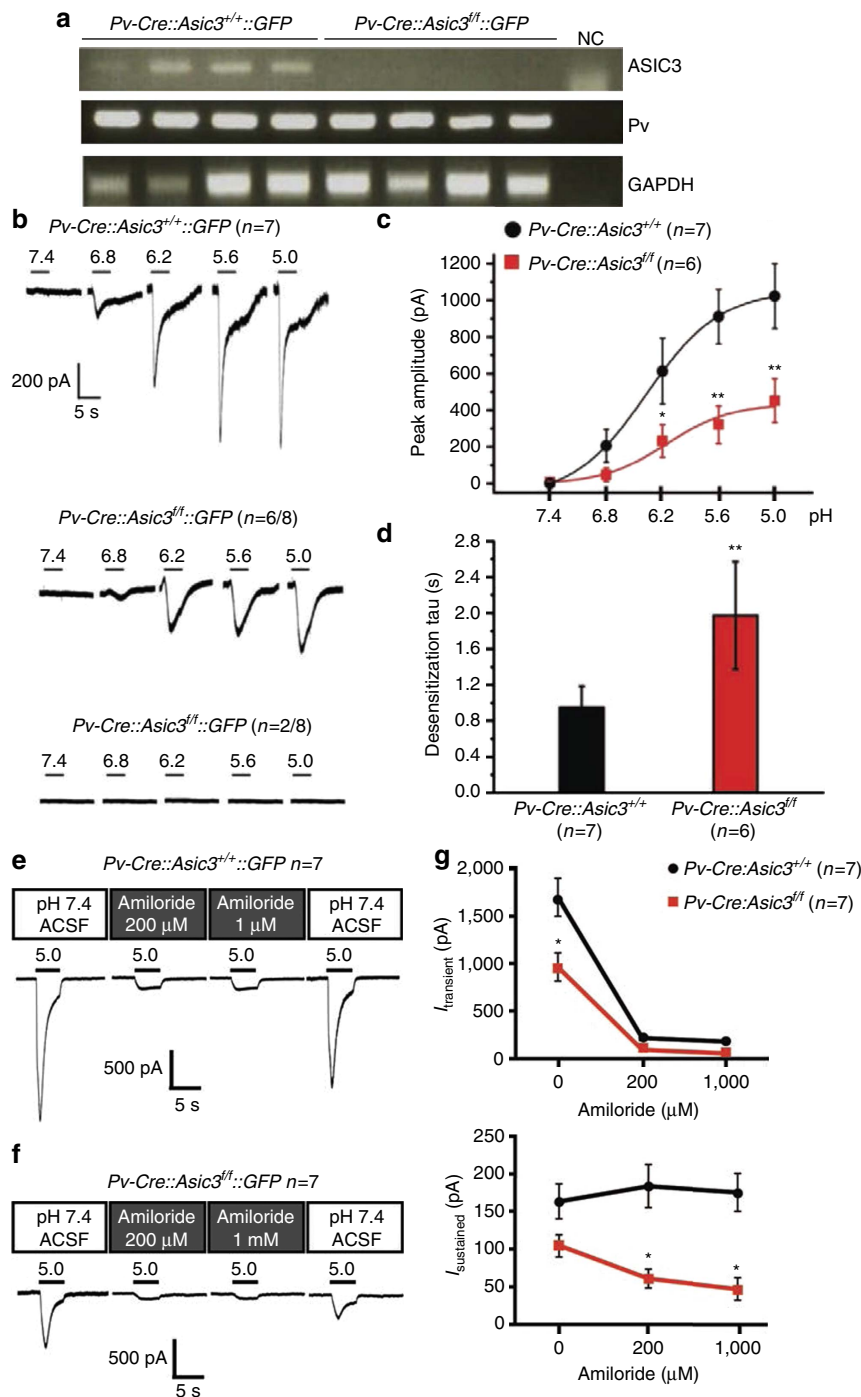 a
Pv-Cre::Asic3+/+::GFP
Pv-Cre::Asic3f/f::GFP
NC
ASIC3
Pv
GAPDH
b
Pv-Cre::Asic3+/+::GFP (n=7)
7.4 6.8 6.2 5.6 5.0
200 pA
5 s
Pv-Cre::Asic3f/f::GFP (n=6/8)
7.4 6.8 6.2 5.6 5.0
Pv-Cre::Asic3f/f::GFP (n=2/8)
7.4 6.8 6.2 5.6 5.0
c
Pv-Cre::Asic3+/+ (n=7)
Pv-Cre::Asic3f/f (n=6)
Peak amplitude (pA)
1200
1000
800
600
400
200
0
*
**
**
7.4 6.8 6.2 5.6 5.0 pH
d
Desensitization tau (s)
2.8
2.4
2.0
1.6
1.2
0.8
0.4
0.0
**
Pv-Cre::Asic3+/+
(n=7)
Pv-Cre::Asic3f/f
(n=6)
e
Pv-Cre::Asic3+/+::GFP n=7
pH 7.4
ACSF
Amiloride
200 μM
Amiloride
1 μM
pH 7.4
ACSF
5.0 5.0 5.0 5.0
500 pA
5 s
f
Pv-Cre::Asic3f/f::GFP n=7
pH 7.4
ACSF
Amiloride
200 μM
Amiloride
1 mM
pH 7.4
ACSF
5.0 5.0 5.0 5.0
500 pA
5 s
g
Pv-Cre:Asic3+/+ (n=7)
Pv-Cre:Asic3f/f (n=7)
Itransient (pA)
2,000
1,500
1,000
500
0
*
0 200 1,000
Amiloride (μM)
Isustained (pA)
250
200
150
100
50
0
*
*
0 200 1,000
Amiloride (μM)